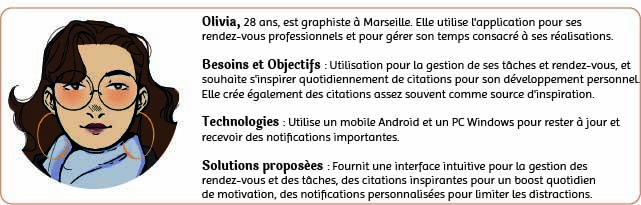 Olivia, 28 ans, est graphiste à Marseille. Elle utilise l'application pour ses
rendez-vous professionnels et pour gérer son temps consacré à ses réalisations.
Besoins et Objectifs : Utilisation pour la gestion de ses tâches et rendez-vous, et
souhaite s'inspirer quotidiennement de citations pour son développement personnel.
Elle crée également des citations assez souvent comme source d'inspiration.
Technologies : Utilise un mobile Android et un PC Windows pour rester à jour et
recevoir des notifications importantes.
Solutions proposèes : Fournit une interface intuitive pour la gestion des
rendez-vous et des tâches, des citations inspirantes pour un boost quotidien
de motivation, des notifications personnalisées pour limiter les distractions.